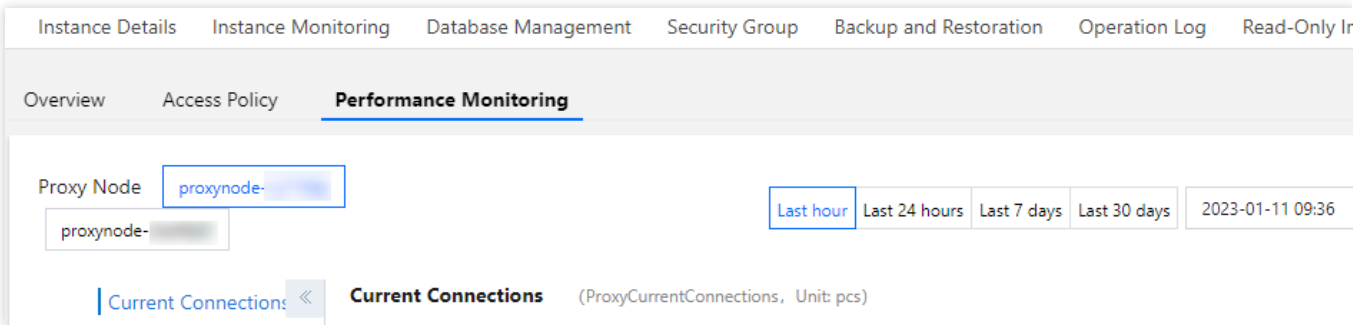 Instance Details Instance Monitoring Database Management Security Group Backup and Restoration Operation Log Read-Only
Overview Access Policy Performance Monitoring
Proxy Node proxynode-
Last hour Last 24 hours Last 7 days Last 30 days 2023-01-11 09:36
proxynode-
Current Connections « Current Connections (ProxyCurrentConnections, Unit: pcs)